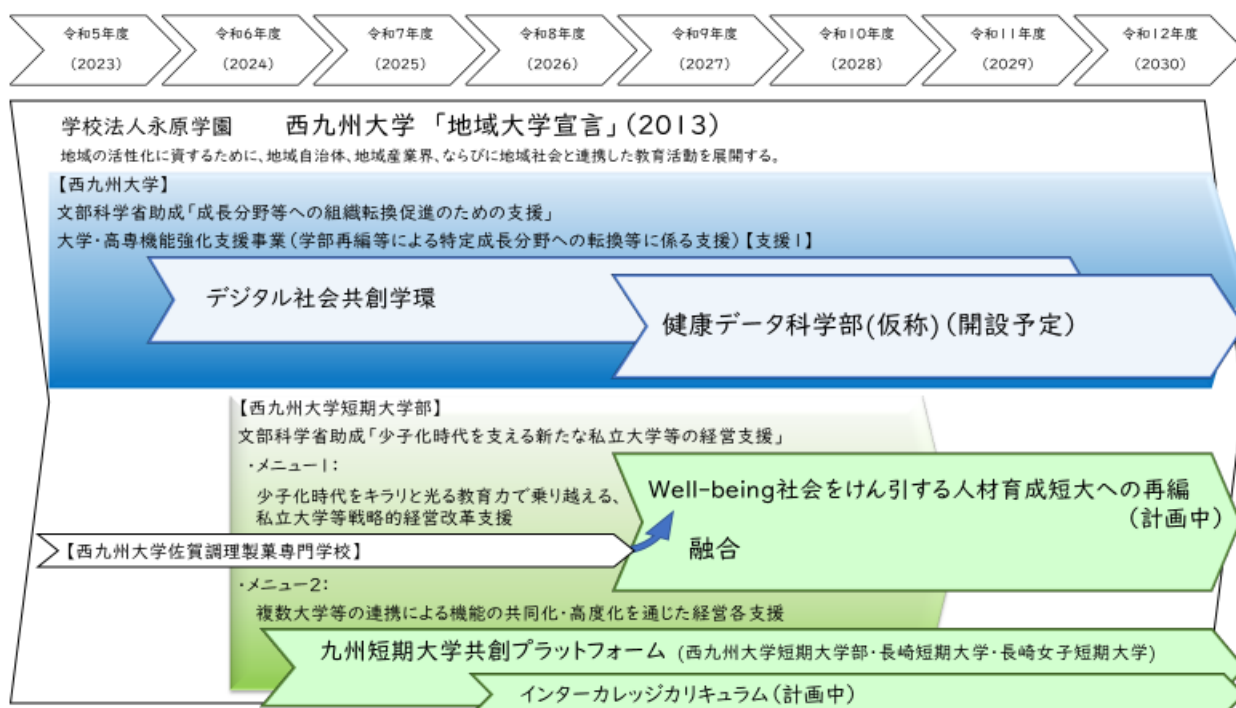 令和5年度 令和6年度 令和7年度 令和8年度 令和9年度 令和10年度 令和11年度 令和12年度
(2023) (2024) (2025) (2026) (2027) (2028) (2029) (2030)
学校法人永原学園 西九州大学 「地域大学宣言」(2013)
地域の活性化に資するために、地域自治体、地域産業界、ならびに地域社会と連携した教育活動を展開する。
【西九州大学】
文部科学省助成「成長分野等への組織転換促進のための支援」
大学・高専機能強化支援事業(学部再編等による特定成長分野への転換等に係る支援)【支援1】
デジタル社会共創学環
健康データ科学部(仮称)(開設予定)
【西九州大学短期大学部】
文部科学省助成「少子化時代を支える新たな私立大学等の経営支援」
・メニュー1:
少子化時代をキラリと光る教育力で乗り越える、
私立大学等戦略的経営改革支援
Well-being社会をけん引する人材育成短大への再編
(計画中)
融合
【西九州大学佐賀調理製菓専門学校】
・メニュー2:
複数大学等の連携による機能の共同化・高度化を通じた経営各支援
九州短期大学共創プラットフォーム (西九州大学短期大学部・長崎短期大学・長崎女子短期大学)
インターカレッジカリキュラム(計画中)